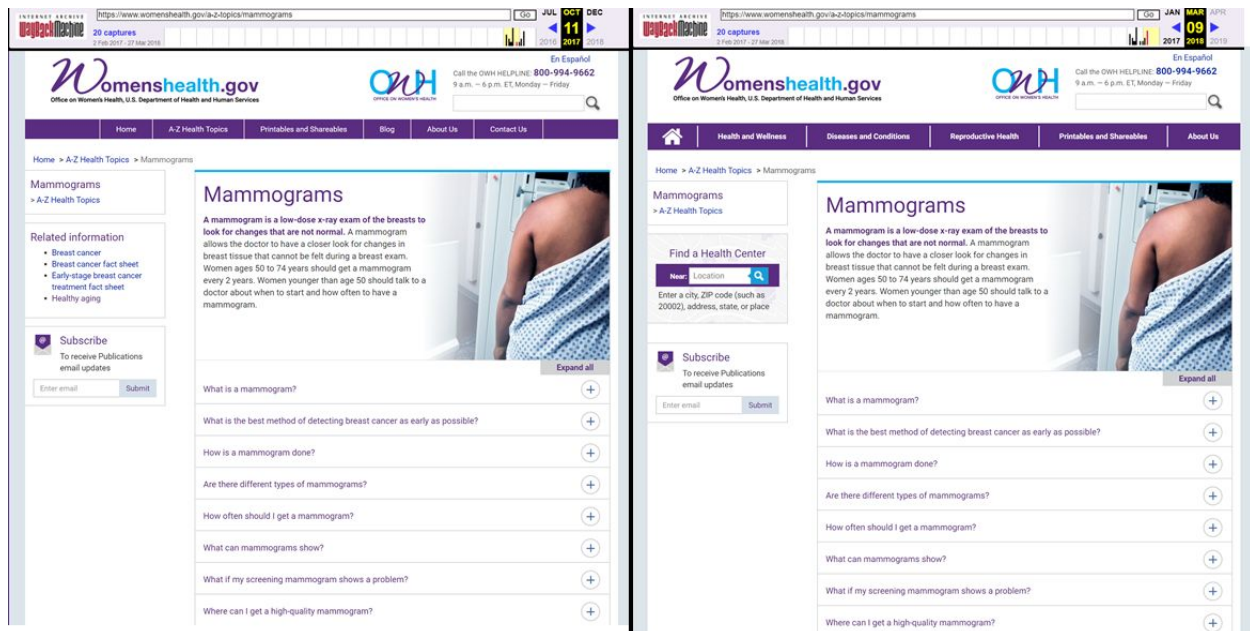 INTERNET ARCHIVE
WayBackMachine
https://www.womenshealth.gov/a-z-topics/mammograms
Go
JUL OCT DEC
20 captures
11
2 Feb 2017 - 27 Mar 2018
2016 2017 2018
En Español
Womenshealth.gov
Office on Women's Health, U.S. Department of Health and Human Services
OWH
OFFICE ON WOMEN'S HEALTH
Call the OWH HELPLINE: 800-994-9662
9 a.m. — 6 p.m. ET, Monday — Friday
Home A-Z Health Topics Printables and Shareables Blog About Us Contact Us
Home > A-Z Health Topics > Mammograms
Mammograms
> A-Z Health Topics
Related information
• Breast cancer
• Breast cancer fact sheet
• Early-stage breast cancer
treatment fact sheet
• Healthy aging
Subscribe
To receive Publications
email updates
Enter email Submit
Mammograms
A mammogram is a low-dose x-ray exam of the breasts to
look for changes that are not normal. A mammogram
allows the doctor to have a closer look for changes in
breast tissue that cannot be felt during a breast exam.
Women ages 50 to 74 years should get a mammogram
every 2 years. Women younger than age 50 should talk to a
doctor about when to start and how often to have a
mammogram.
Expand all
What is a mammogram?
What is the best method of detecting breast cancer as early as possible?
How is a mammogram done?
Are there different types of mammograms?
How often should I get a mammogram?
What can mammograms show?
What if my screening mammogram shows a problem?
Where can I get a high-quality mammogram?
INTERNET ARCHIVE
WayBackMachine
https://www.womenshealth.gov/a-z-topics/mammograms
Go
JAN MAR APR
20 captures
09
2 Feb 2017 - 27 Mar 2018
2017 2018 2019
En Español
Womenshealth.gov
Office on Women's Health, U.S. Department of Health and Human Services
OWH
OFFICE ON WOMEN'S HEALTH
Call the OWH HELPLINE: 800-994-9662
9 a.m. — 6 p.m. ET, Monday — Friday
Health and Wellness Diseases and Conditions Reproductive Health Printables and Shareables About Us
Home > A-Z Health Topics > Mammograms
Mammograms
> A-Z Health Topics
Find a Health Center
Near: Location
Enter a city, ZIP code (such as
20002), address, state, or place
Subscribe
To receive Publications
email updates
Enter email Submit
Mammograms
A mammogram is a low-dose x-ray exam of the breasts to
look for changes that are not normal. A mammogram
allows the doctor to have a closer look for changes in
breast tissue that cannot be felt during a breast exam.
Women ages 50 to 74 years should get a mammogram
every 2 years. Women younger than age 50 should talk to a
doctor about when to start and how often to have a
mammogram.
Expand all
What is a mammogram?
What is the best method of detecting breast cancer as early as possible?
How is a mammogram done?
Are there different types of mammograms?
How often should I get a mammogram?
What can mammograms show?
What if my screening mammogram shows a problem?
Where can I get a high-quality mammogram?